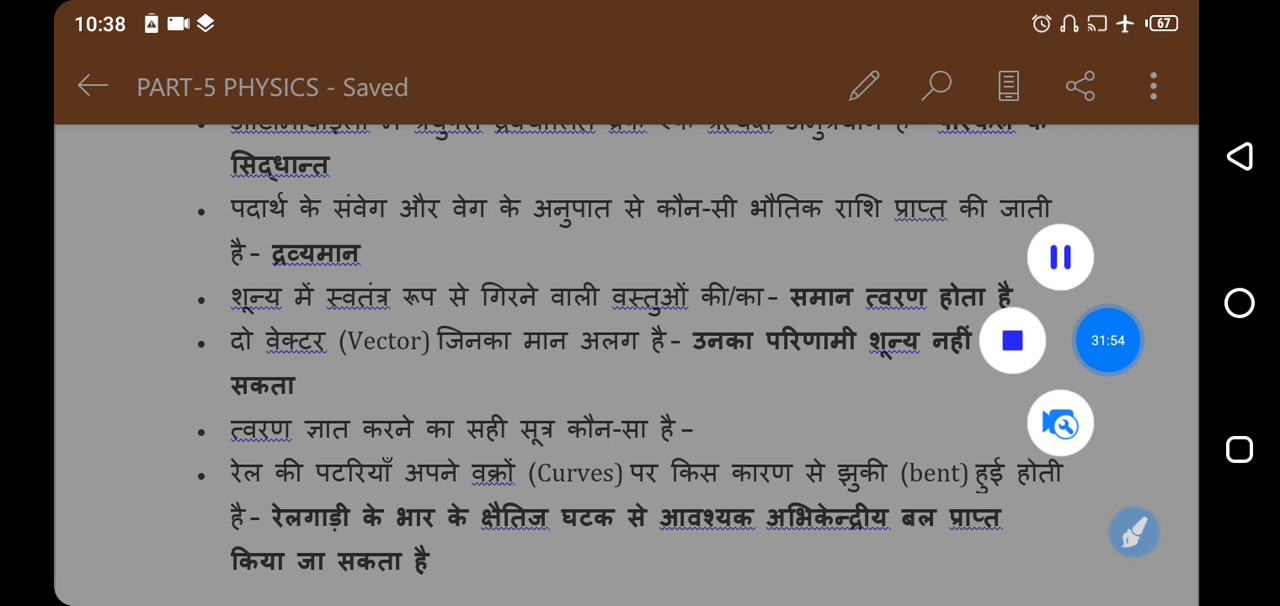 10:38
67
PART-5 PHYSICS - Saved
सिद्धान्त
• पदार्थ के संवेग और वेग के अनुपात से कौन-सी भौतिक राशि प्राप्त की जाती
है - द्रव्यमान
• शून्य में स्वतंत्र रूप से गिरने वाली वस्तुओं की/का - समान त्वरण होता है
• दो वेक्टर (Vector) जिनका मान अलग है - उनका परिणामी शून्य नहीं
सकता
31:54
• त्वरण ज्ञात करने का सही सूत्र कौन-सा है –
• रेल की पटरियाँ अपने वक्रों (Curves) पर किस कारण से झुकी (bent) हुई होती
है - रेलगाड़ी के भार के क्षैतिज घटक से आवश्यक अभिकेन्द्रीय बल प्राप्त
किया जा सकता है